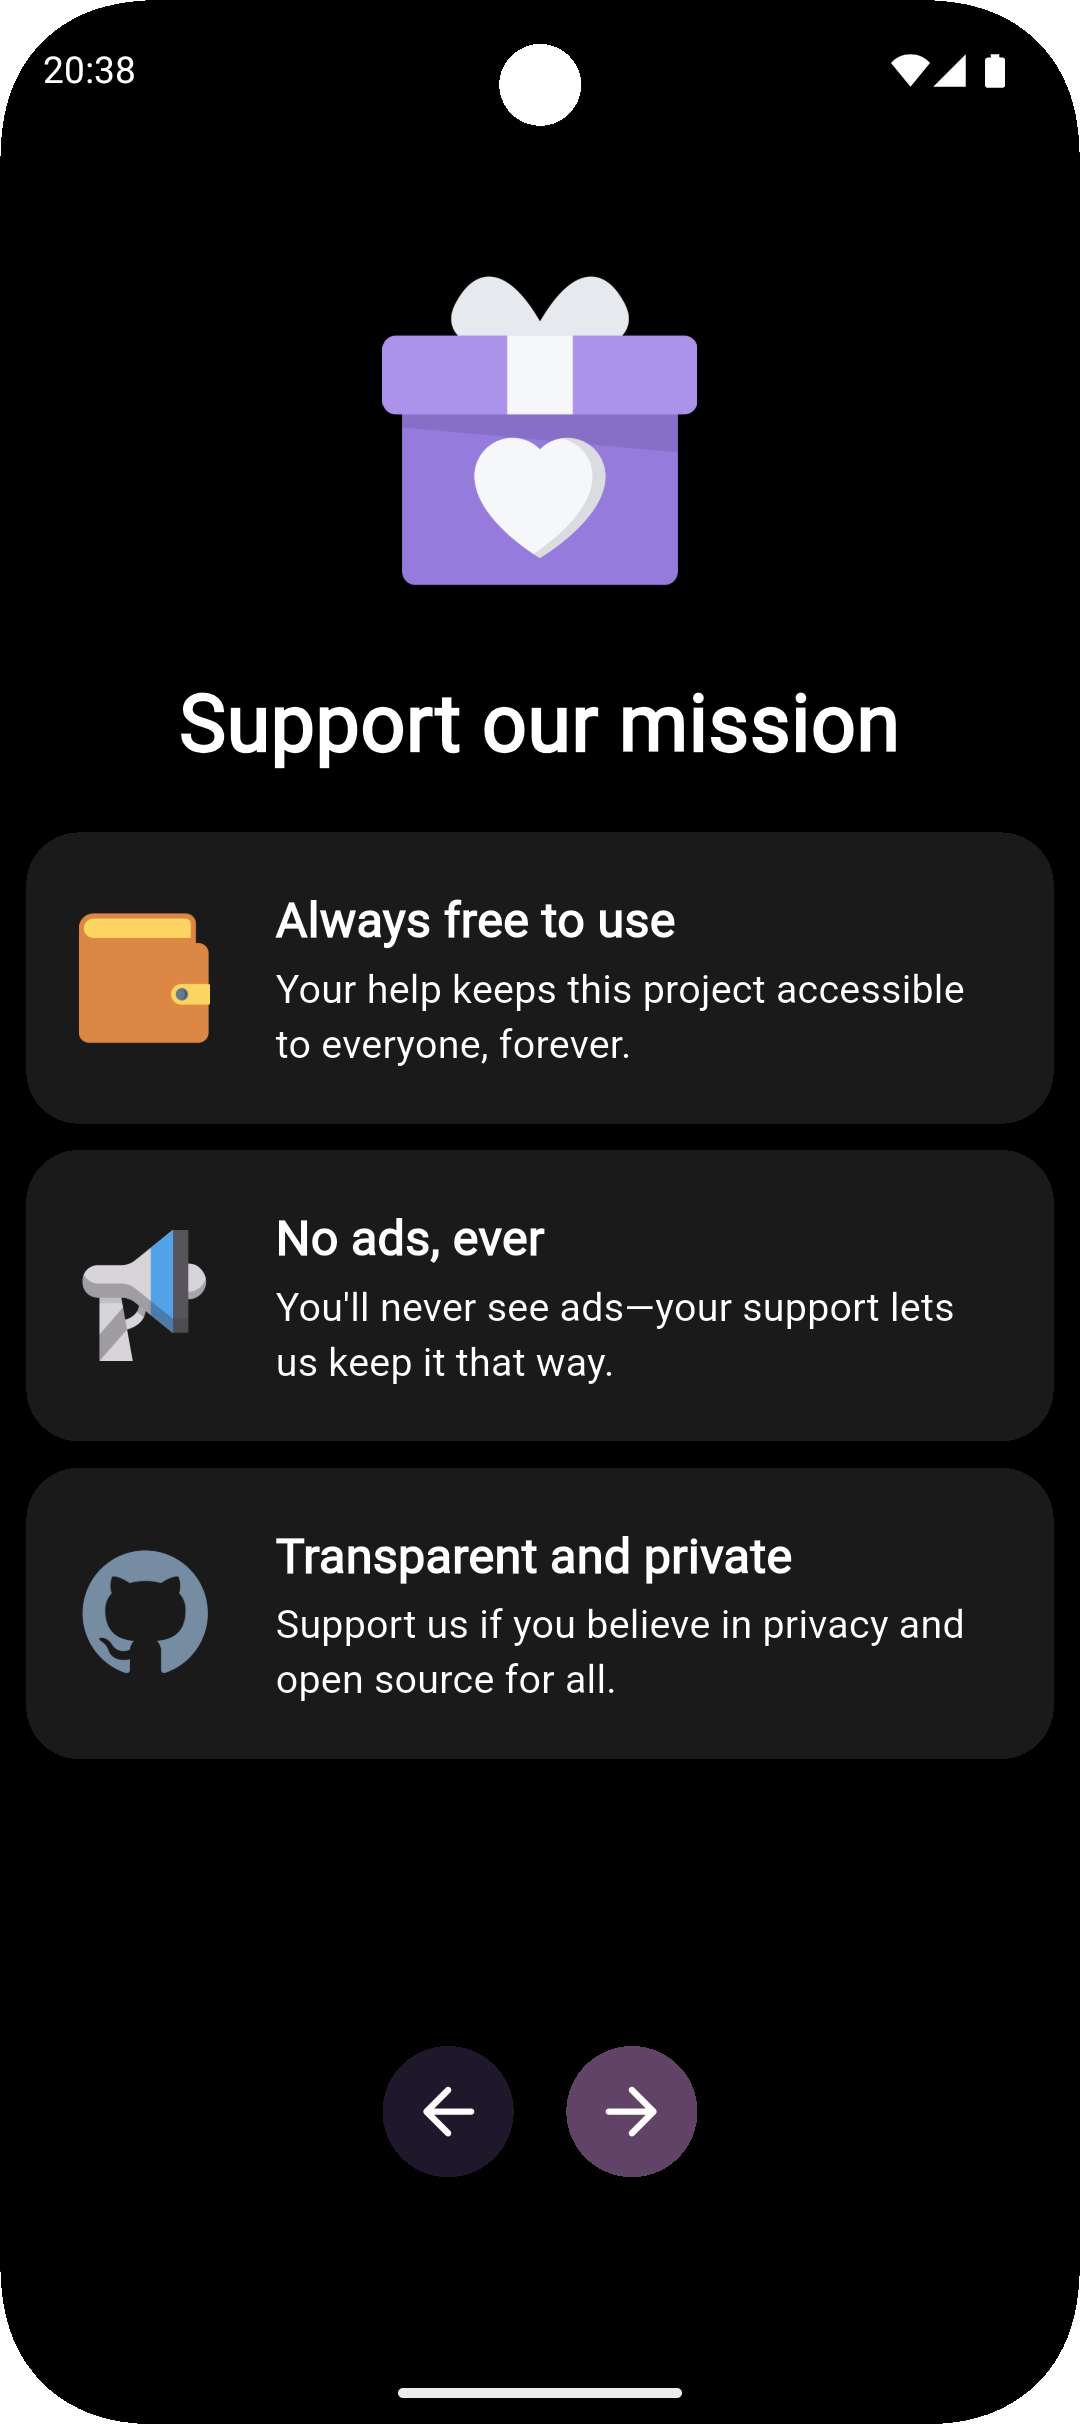 20:38
Support our mission
Always free to use
Your help keeps this project accessible
to everyone, forever.
No ads, ever
You'll never see ads—your support lets
us keep it that way.
Transparent and private
Support us if you believe in privacy and
open source for all.